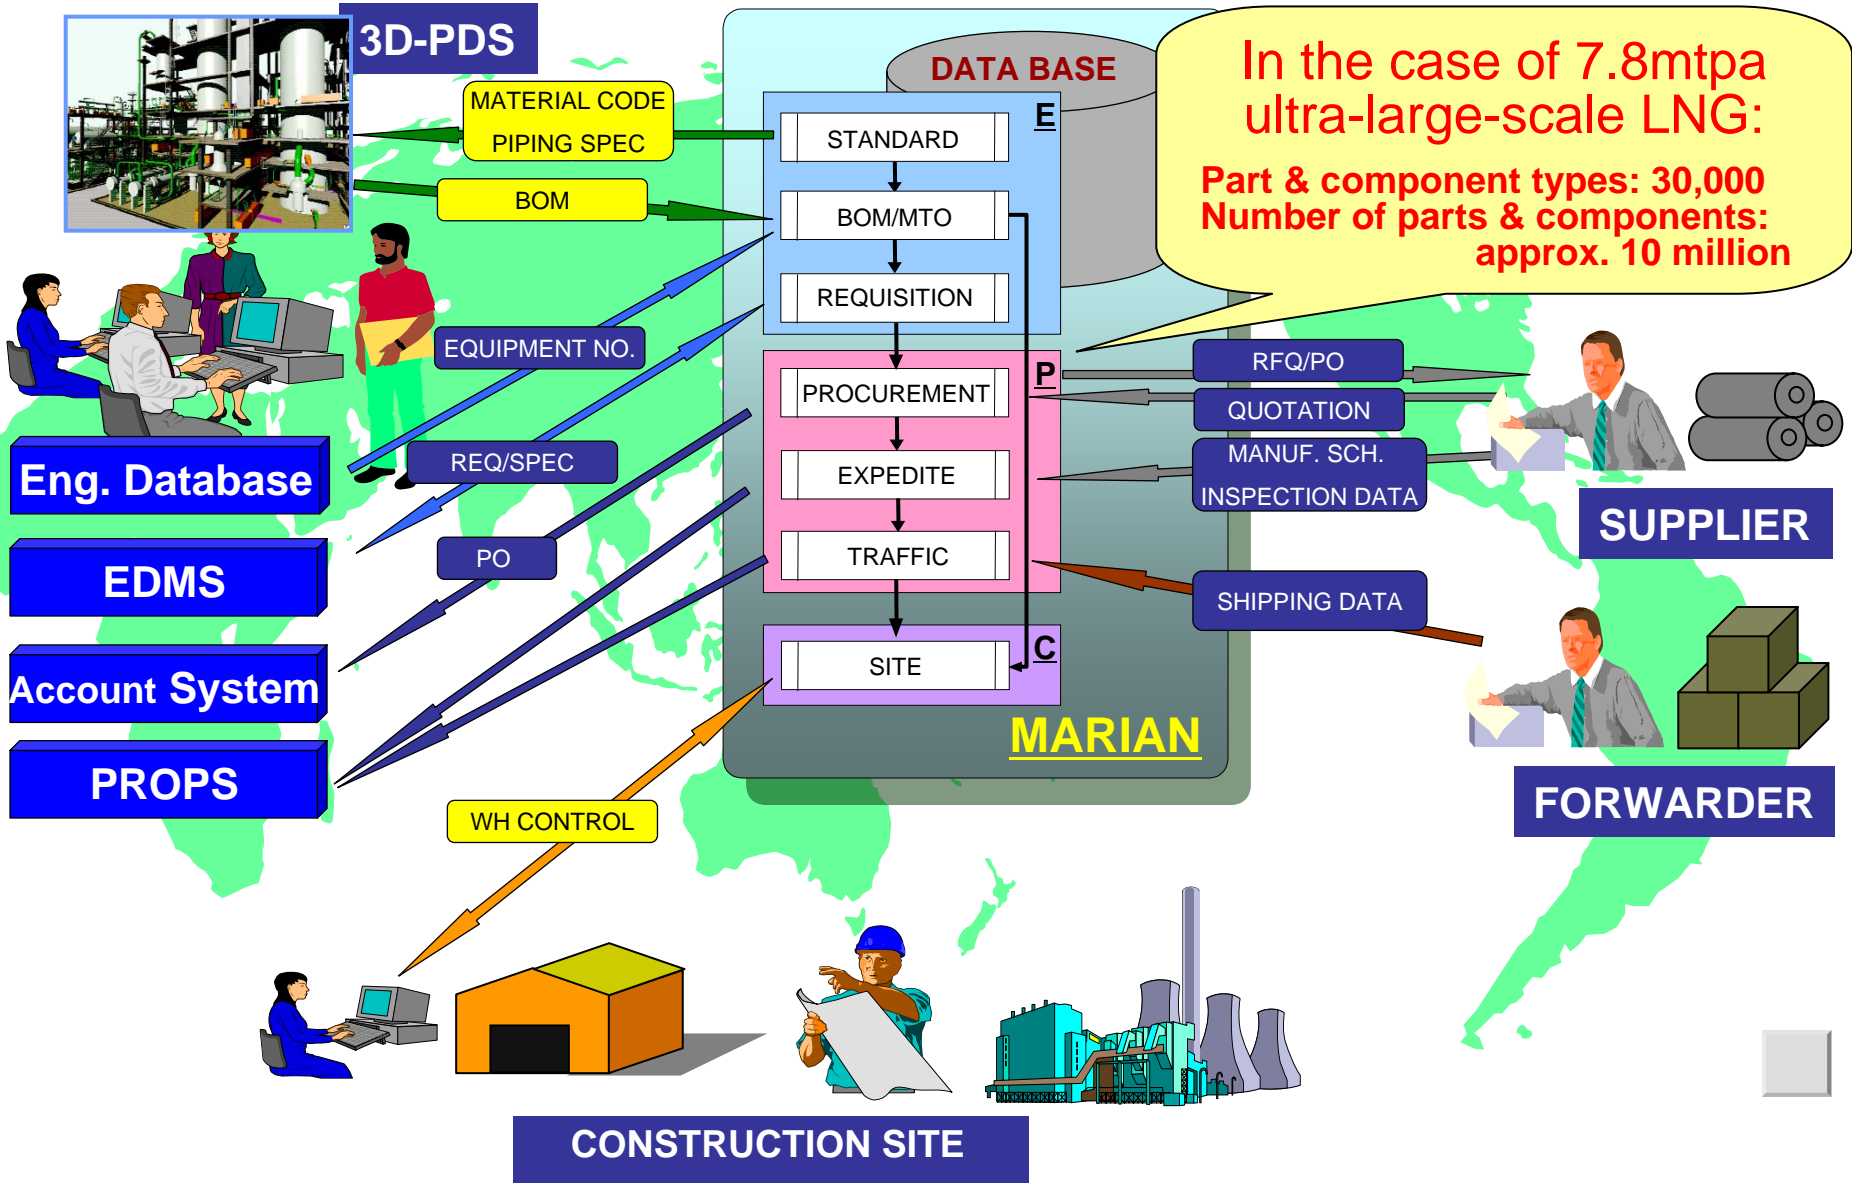 3D-PDS
DATA BASE
In the case of 7.8mtpa
ultra-large-scale LNG:
Part & component types: 30,000
Number of parts & components:
approx. 10 million
MATERIAL CODE
PIPING SPEC
BOM
E
STANDARD
BOM/MTO
REQUISITION
EQUIPMENT NO.
REQ/SPEC
PO
P
PROCUREMENT
EXPEDITE
TRAFFIC
C
SITE
MARIAN
RFQ/PO
QUOTATION
MANUF. SCH.
INSPECTION DATA
SHIPPING DATA
SUPPLIER
FORWARDER
Eng. Database
EDMS
Account System
PROPS
WH CONTROL
CONSTRUCTION SITE